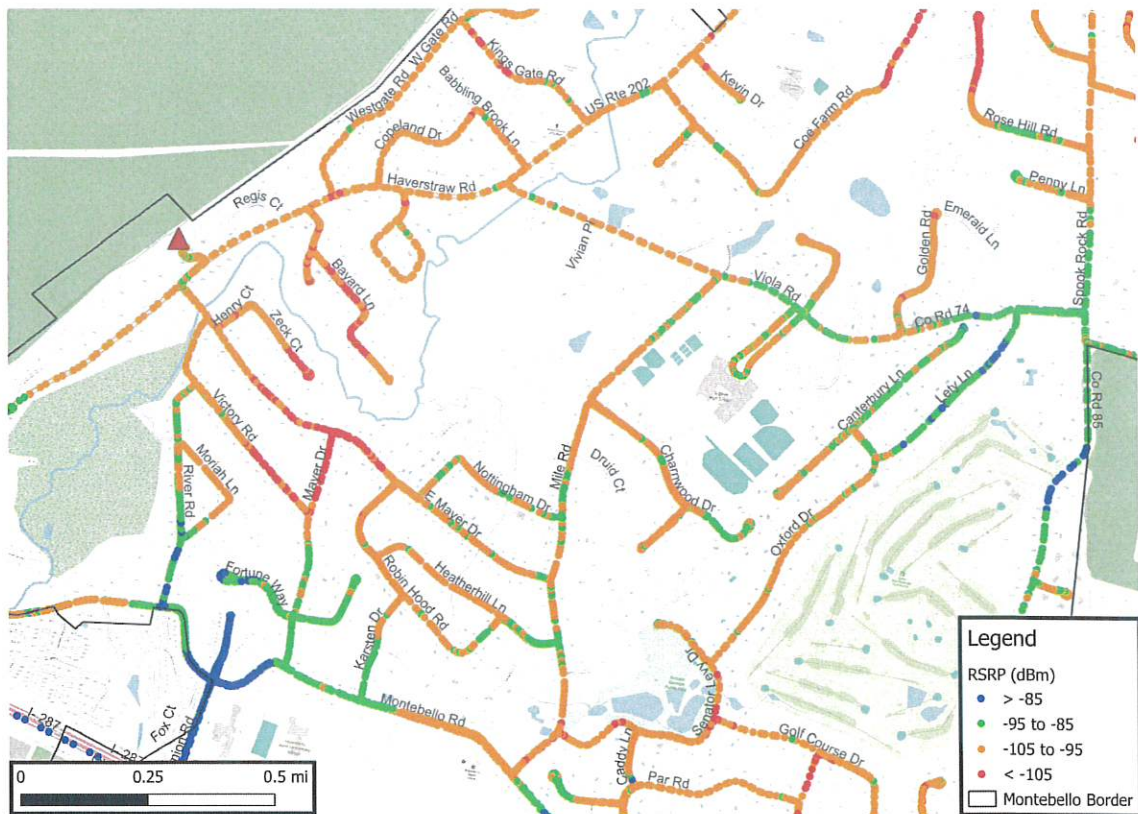 W Gate Rd
Westgate Rd
Kings Gate Rd
Babbling Brook Ln
Copeland Dr
US Rte 202
Kevin Dr
Coe Farm Rd
Rose Hill Rd
Penny Ln
Haverstraw Rd
Regis Ct
Emerald Ln
Golden Rd
Spook Rock Rd
Vivian Pl
Viola Rd
Co Rd 74
Bayard Ln
Henry Ct
Zeck Ct
Co Rd 85
Canterbury Ln
Lety Ln
Victory Rd
Moriah Ln
River Rd
Mayer Dr
Mile Rd
Druid Ct
Charnwood Dr
Nottingham Dr
E Mayer Dr
Oxford Dr
Fortune Way
Robin Hood Rd
Heatherhill Ln
Karsten Dr
Senator Levy Dr
Montebello Rd
I-287
Fox Ct
Golf Course Dr
Caddy Ln
Par Rd
0 0.25 0.5 mi
Legend
RSRP (dBm)
> -85
-95 to -85
-105 to -95
< -105
Montebello Border